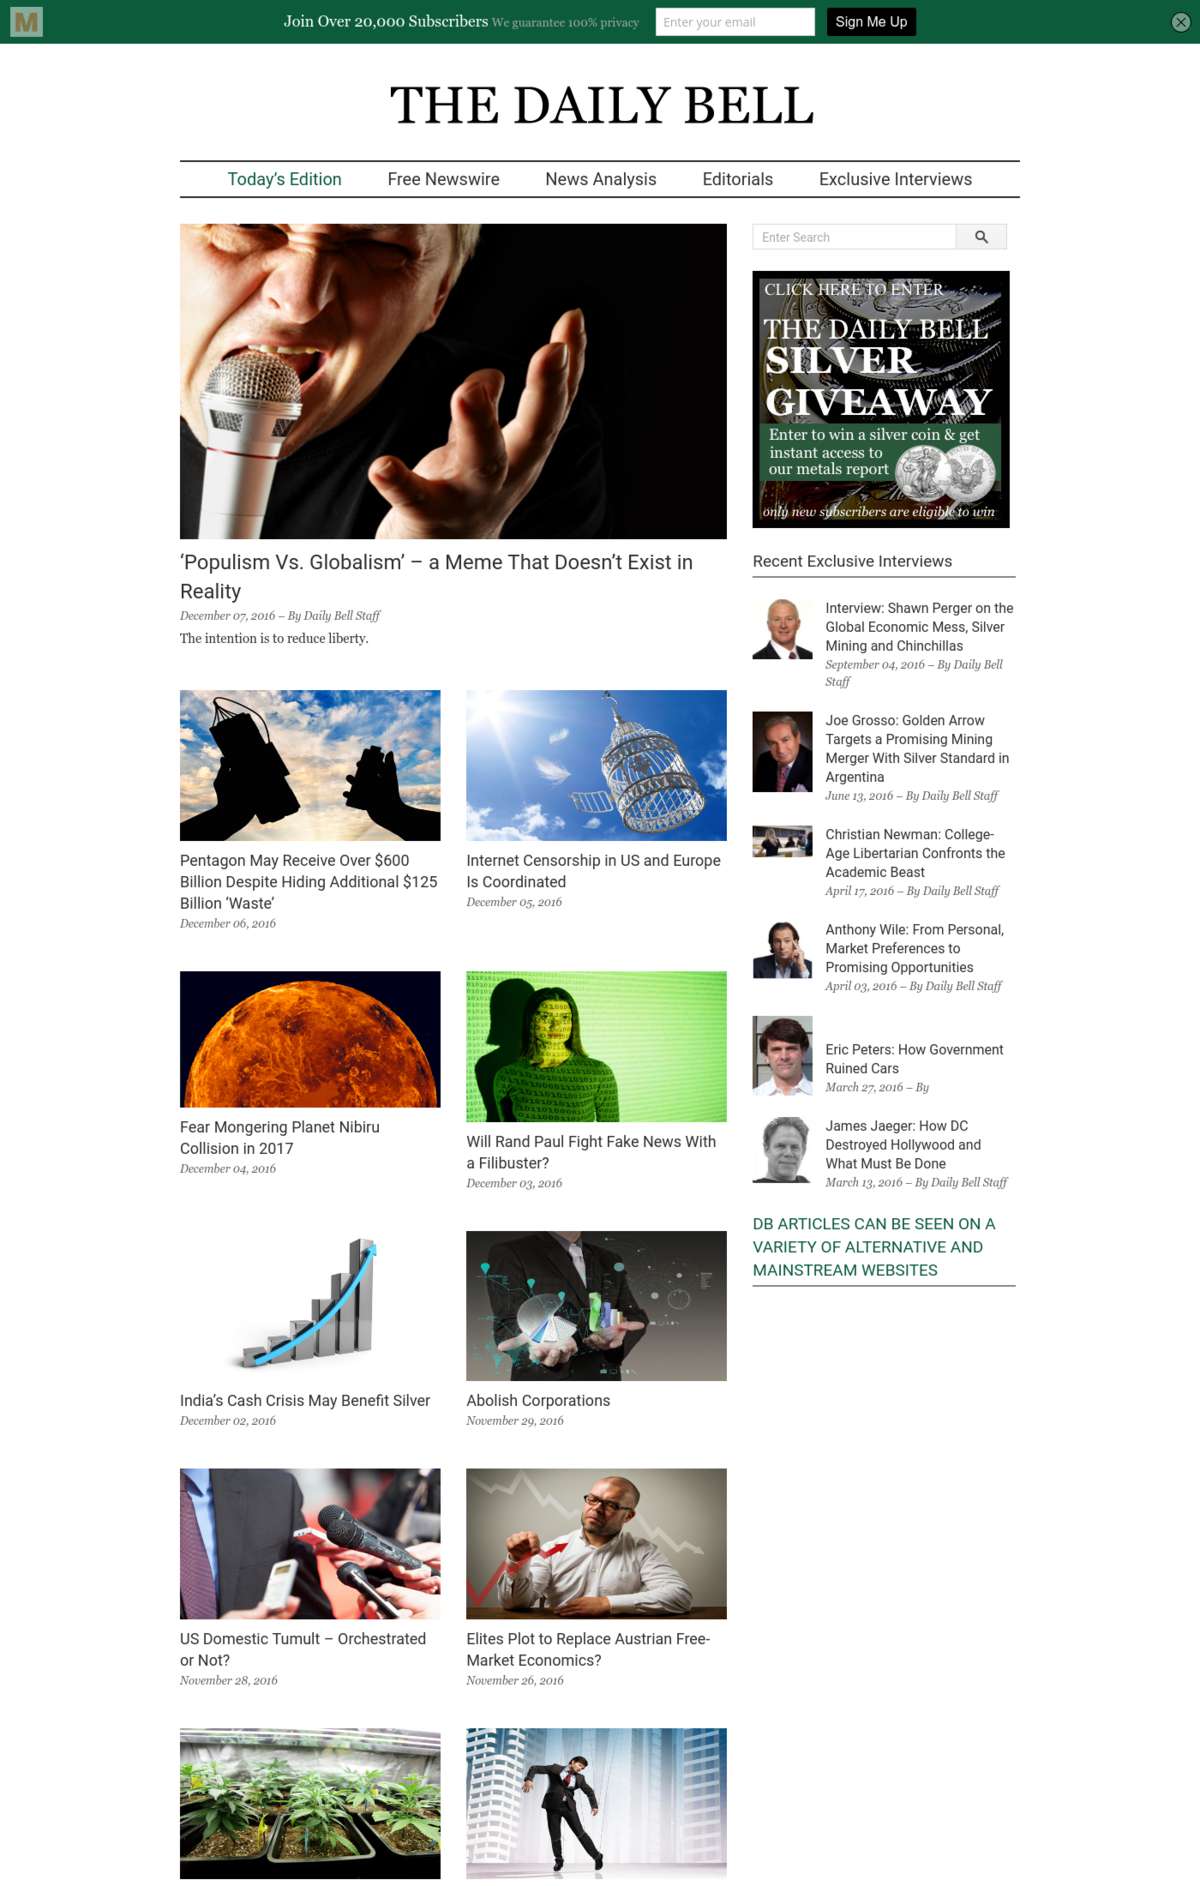 M
Join Over 20,000 Subscribers We guarantee 100% privacy
Enter your email
Sign Me Up
THE DAILY BELL
Today's Edition
Free Newswire
News Analysis
Editorials
Exclusive Interviews
‘Populism Vs. Globalism’ – a Meme That Doesn’t Exist in
Reality
December 07, 2016 – By Daily Bell Staff
The intention is to reduce liberty.
Pentagon May Receive Over $600
Billion Despite Hiding Additional $125
Billion ‘Waste’
December 06, 2016
Internet Censorship in US and Europe
Is Coordinated
December 05, 2016
Fear Mongering Planet Nibiru
Collision in 2017
December 04, 2016
Will Rand Paul Fight Fake News With
a Filibuster?
December 03, 2016
India’s Cash Crisis May Benefit Silver
December 02, 2016
Abolish Corporations
November 29, 2016
US Domestic Tumult – Orchestrated
or Not?
November 28, 2016
Elites Plot to Replace Austrian Free-
Market Economics?
November 26, 2016
Enter Search
CLICK HERE TO ENTER
THE DAILY BELL
SILVER
GIVEAWAY
Enter to win a silver coin & get
instant access to
our metals report
only new subscribers are eligible to win
Recent Exclusive Interviews
Interview: Shawn Perger on the
Global Economic Mess, Silver
Mining and Chinchillas
September 04, 2016 – By Daily Bell
Staff
Joe Grosso: Golden Arrow
Targets a Promising Mining
Merger With Silver Standard in
Argentina
June 13, 2016 – By Daily Bell Staff
Christian Newman: College-
Age Libertarian Confronts the
Academic Beast
April 17, 2016 – By Daily Bell Staff
Anthony Wile: From Personal,
Market Preferences to
Promising Opportunities
April 03, 2016 – By Daily Bell Staff
Eric Peters: How Government
Ruined Cars
March 27, 2016 – By
James Jaeger: How DC
Destroyed Hollywood and
What Must Be Done
March 13, 2016 – By Daily Bell Staff
DB ARTICLES CAN BE SEEN ON A
VARIETY OF ALTERNATIVE AND
MAINSTREAM WEBSITES